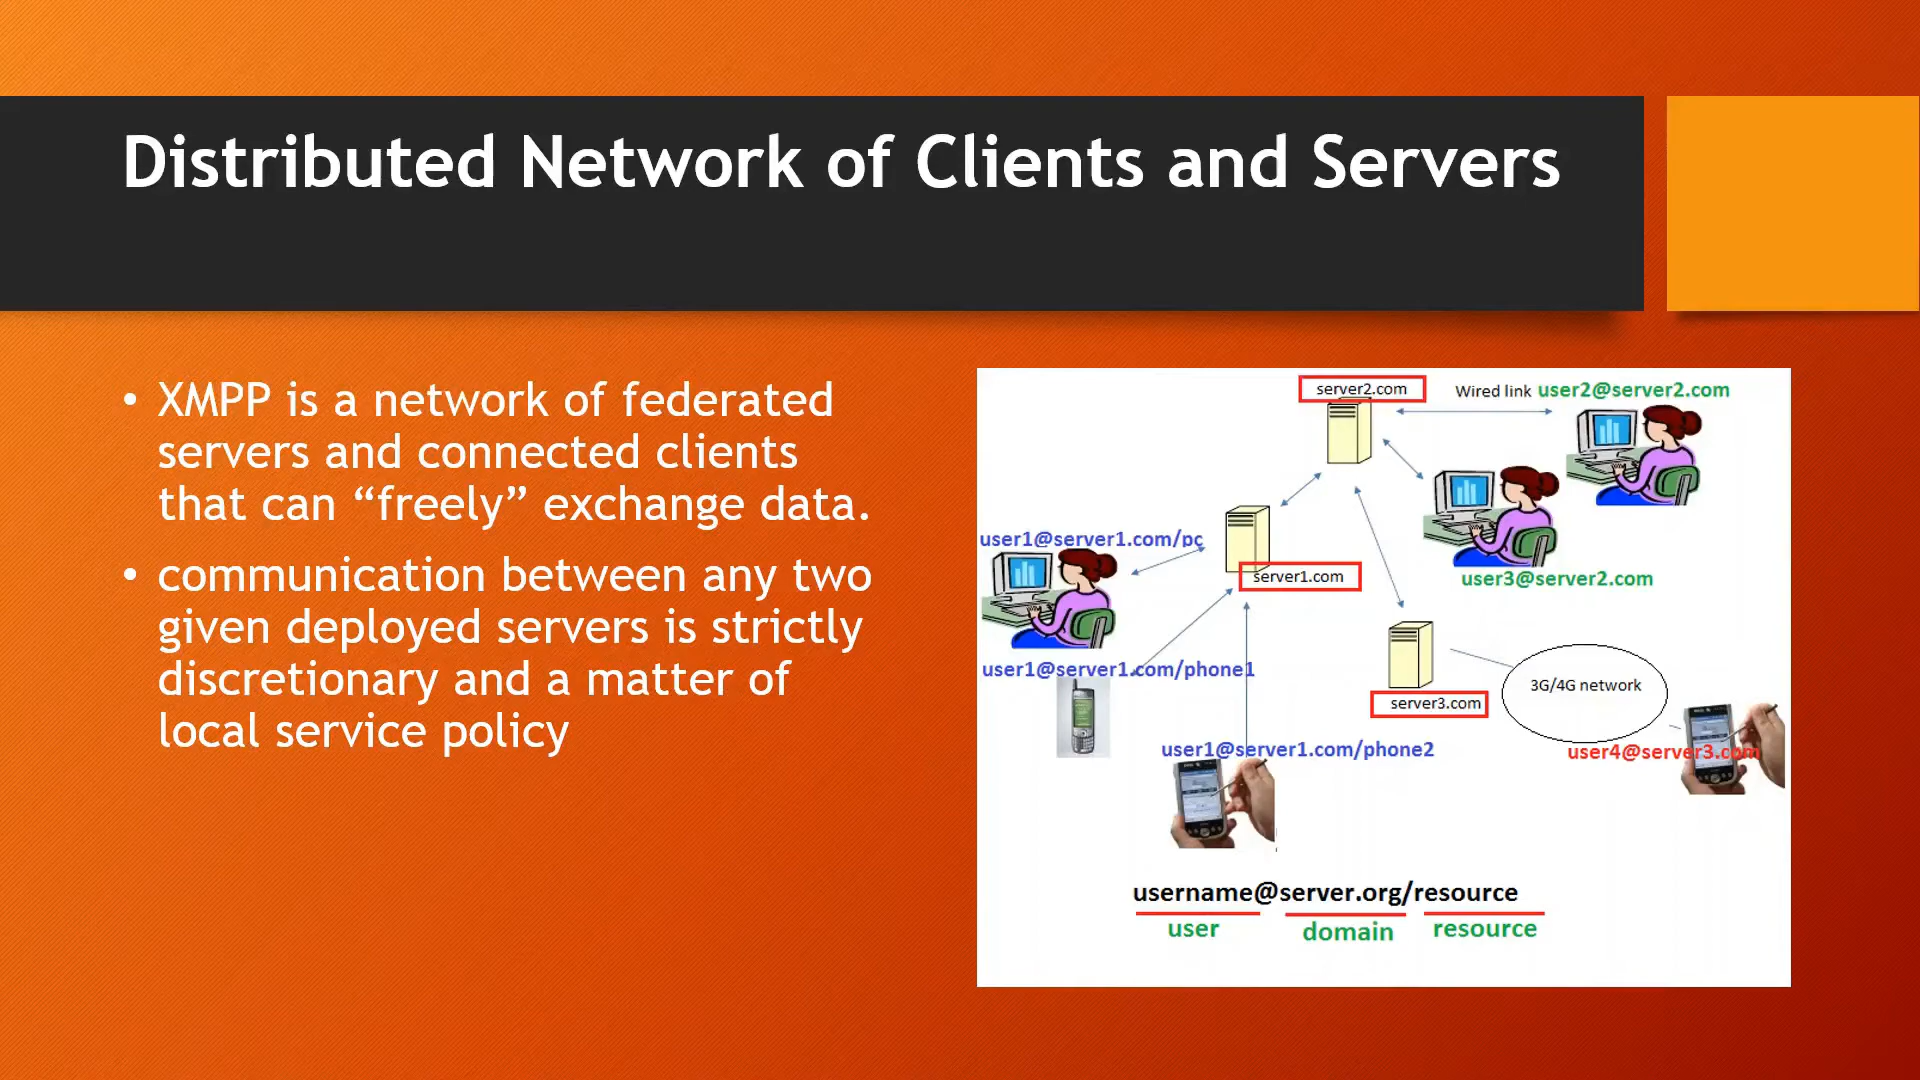 Distributed Network of Clients and Servers
• XMPP is a network of federated
servers and connected clients
that can “freely” exchange data.
• communication between any two
given deployed servers is strictly
discretionary and a matter of
local service policy
server2.com
Wired link user2@server2.com
user1@server1.com/pc
server1.com
user3@server2.com
user1@server1.com/phone1
3G/4G network
server3.com
user1@server1.com/phone2
user4@server3.com
username@server.org/resource
user domain resource